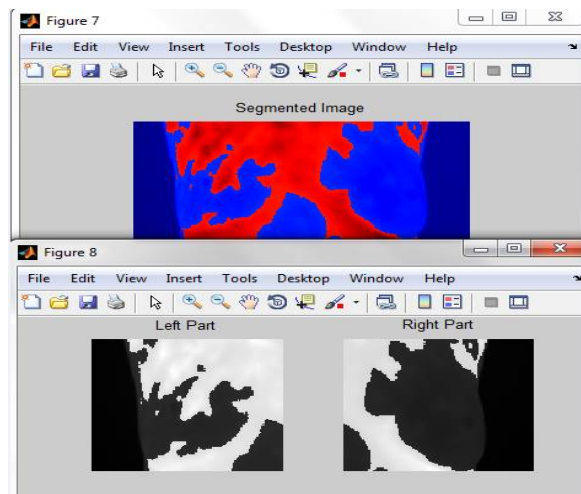 Figure 7
File Edit View Insert Tools Desktop Window Help
Segmented Image
Figure 8
File Edit View Insert Tools Desktop Window Help
Left Part Right Part